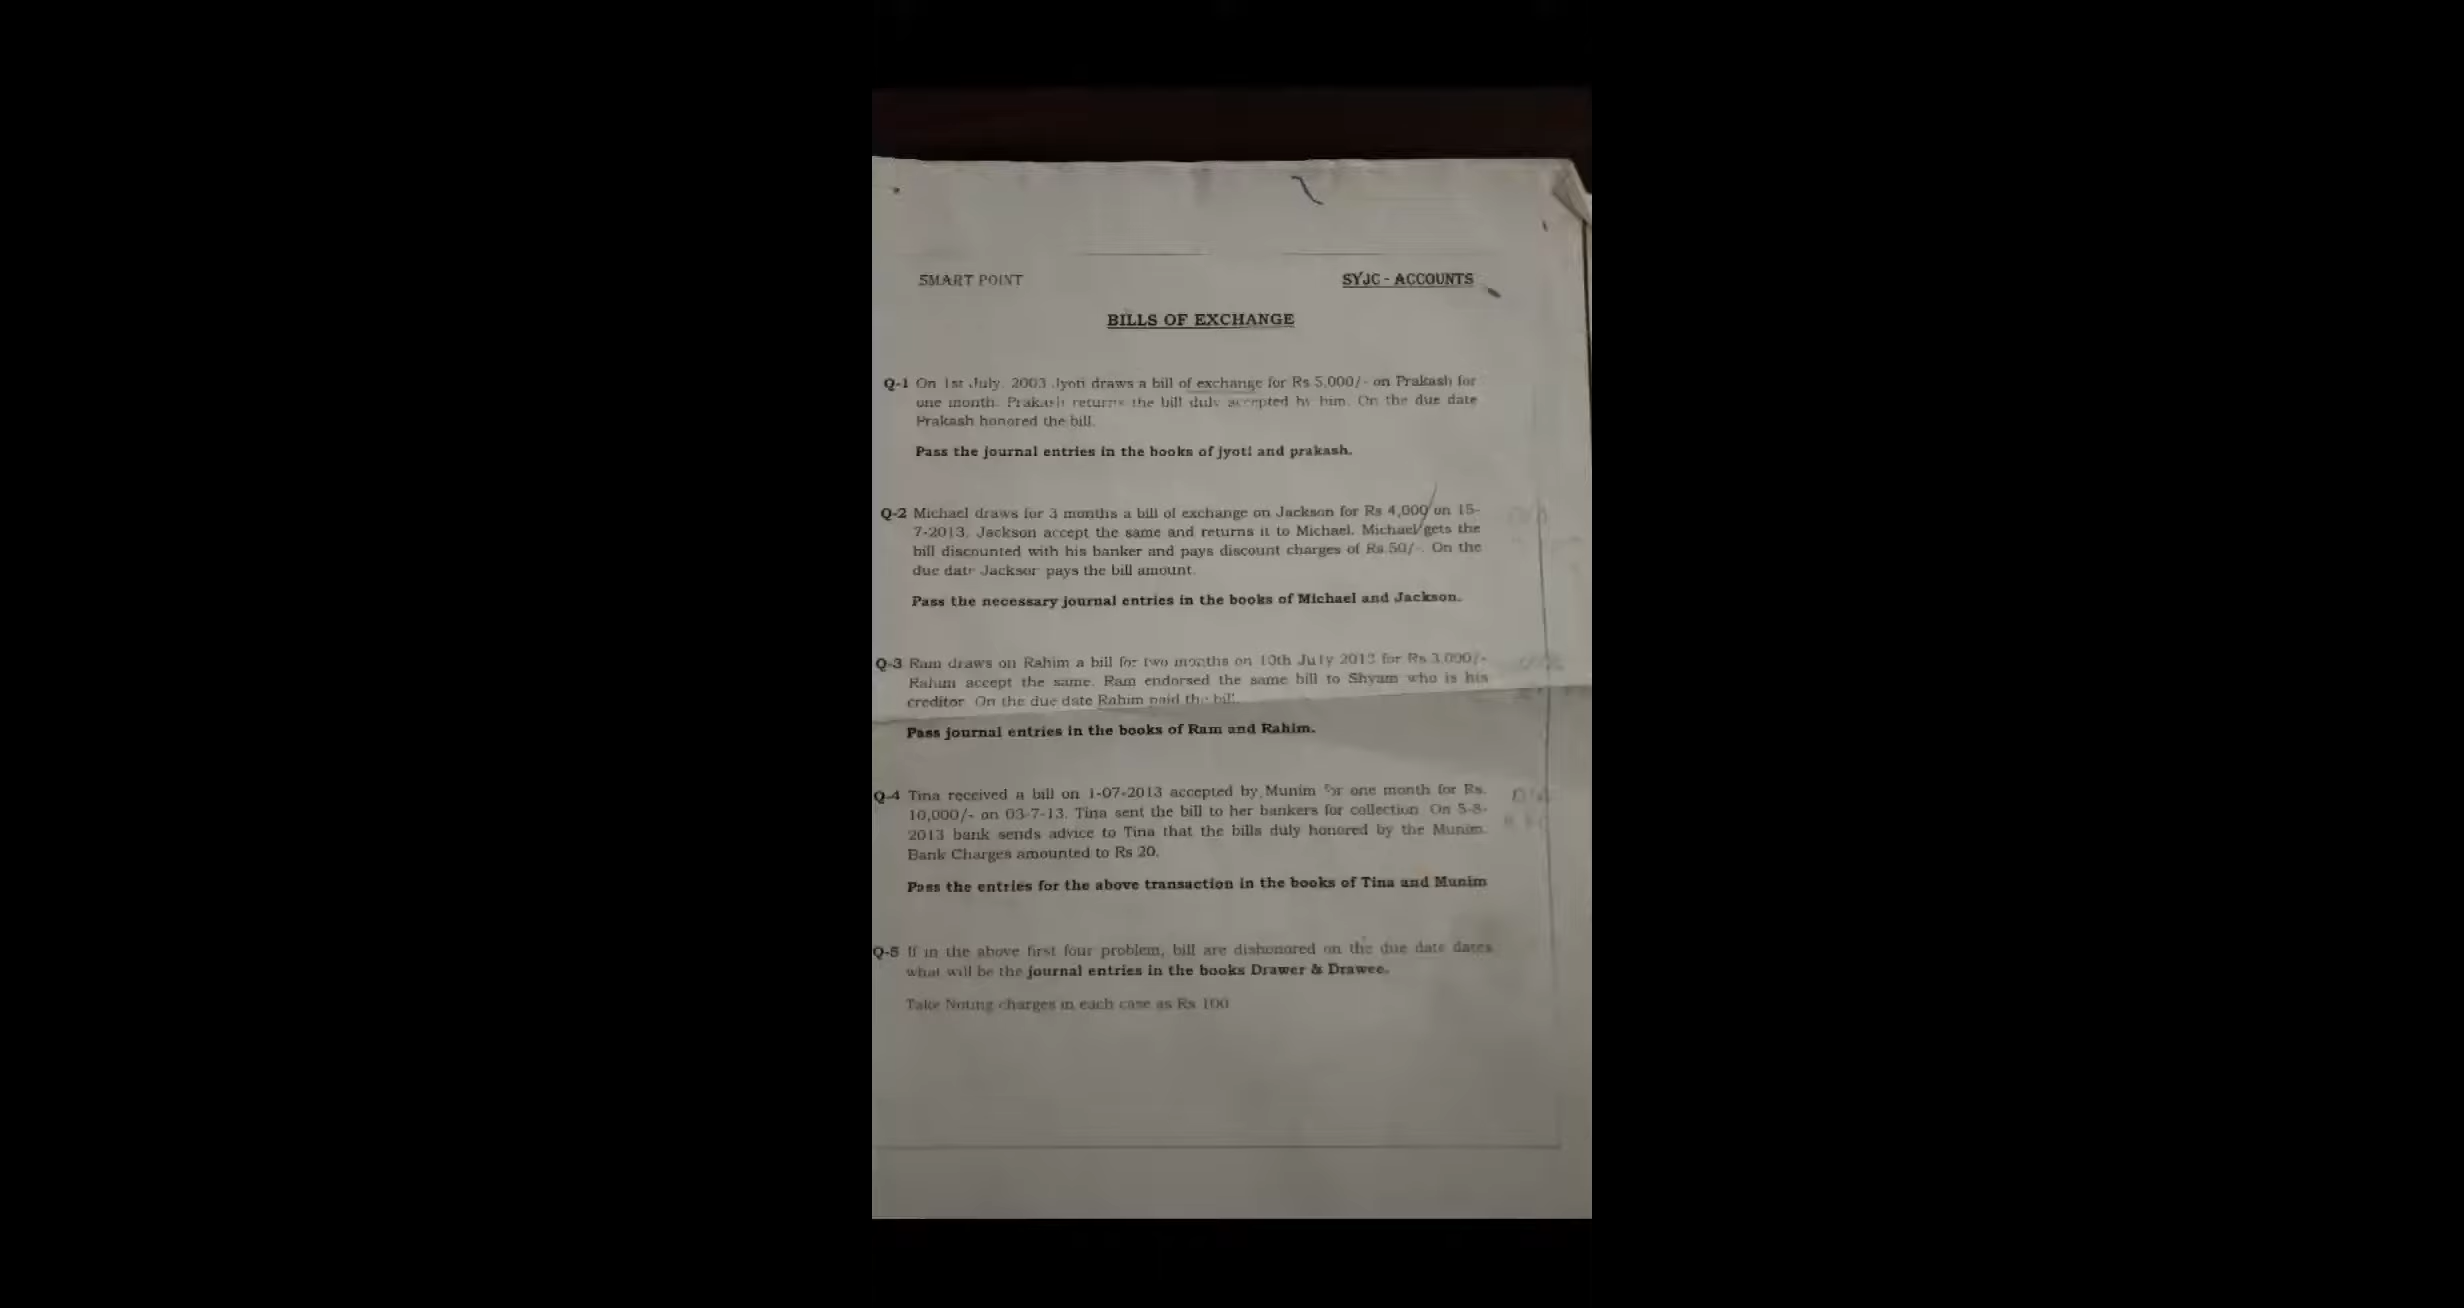 SMART POINT
SYJC - ACCOUNTS
BILLS OF EXCHANGE
Q-1 On 1st July, 2003 Jyoti draws a bill of exchange for Rs 5,000/- on Prakash for
one month. Prakash returns the bill duly accepted by him. On the due date
Prakash honored the bill.
Pass the journal entries in the books of jyoti and prakash.
Q-2 Michael draws for 3 months a bill of exchange on Jackson for Rs 4,000 on 15-
7-2013. Jackson accept the same and returns it to Michael. Michael gets the
bill discounted with his banker and pays discount charges of Rs.50/-. On the
due date Jackson pays the bill amount.
Pass the necessary journal entries in the books of Michael and Jackson.
Q-3 Ram draws on Rahim a bill for two months on 10th July 2013 for Rs 3,000/-
Rahim accept the same. Ram endorsed the same bill to Shyam who is his
creditor On the due date Rahim paid the bill.
Pass journal entries in the books of Ram and Rahim.
Q-4 Tina received a bill on 1-07-2013 accepted by Munim for one month for Rs.
10,000/- on 03-7-13. Tina sent the bill to her bankers for collection On 5-8-
2013 bank sends advice to Tina that the bills duly honored by the Munim.
Bank Charges amounted to Rs 20.
Pass the entries for the above transaction in the books of Tina and Munim
Q-5 If in the above first four problem, bill are dishonored on the due date dates
what will be the journal entries in the books Drawer & Drawee.
Take Noting charges in each case as Rs 100